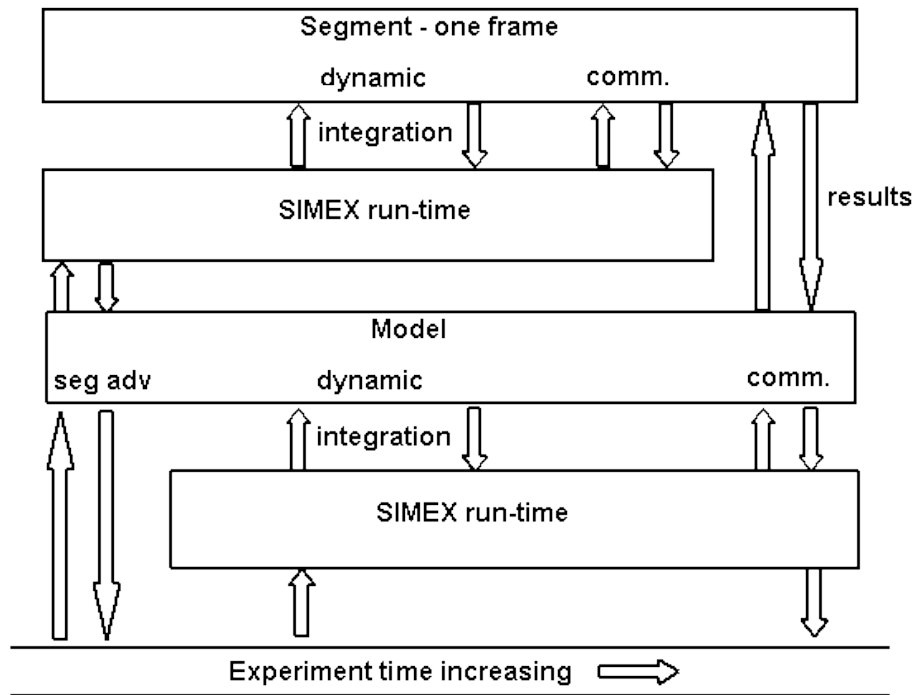 Segment - one frame
dynamic comm.
integration
SIMEX run-time
results
Model
seg adv dynamic comm.
integration
SIMEX run-time
Experiment time increasing